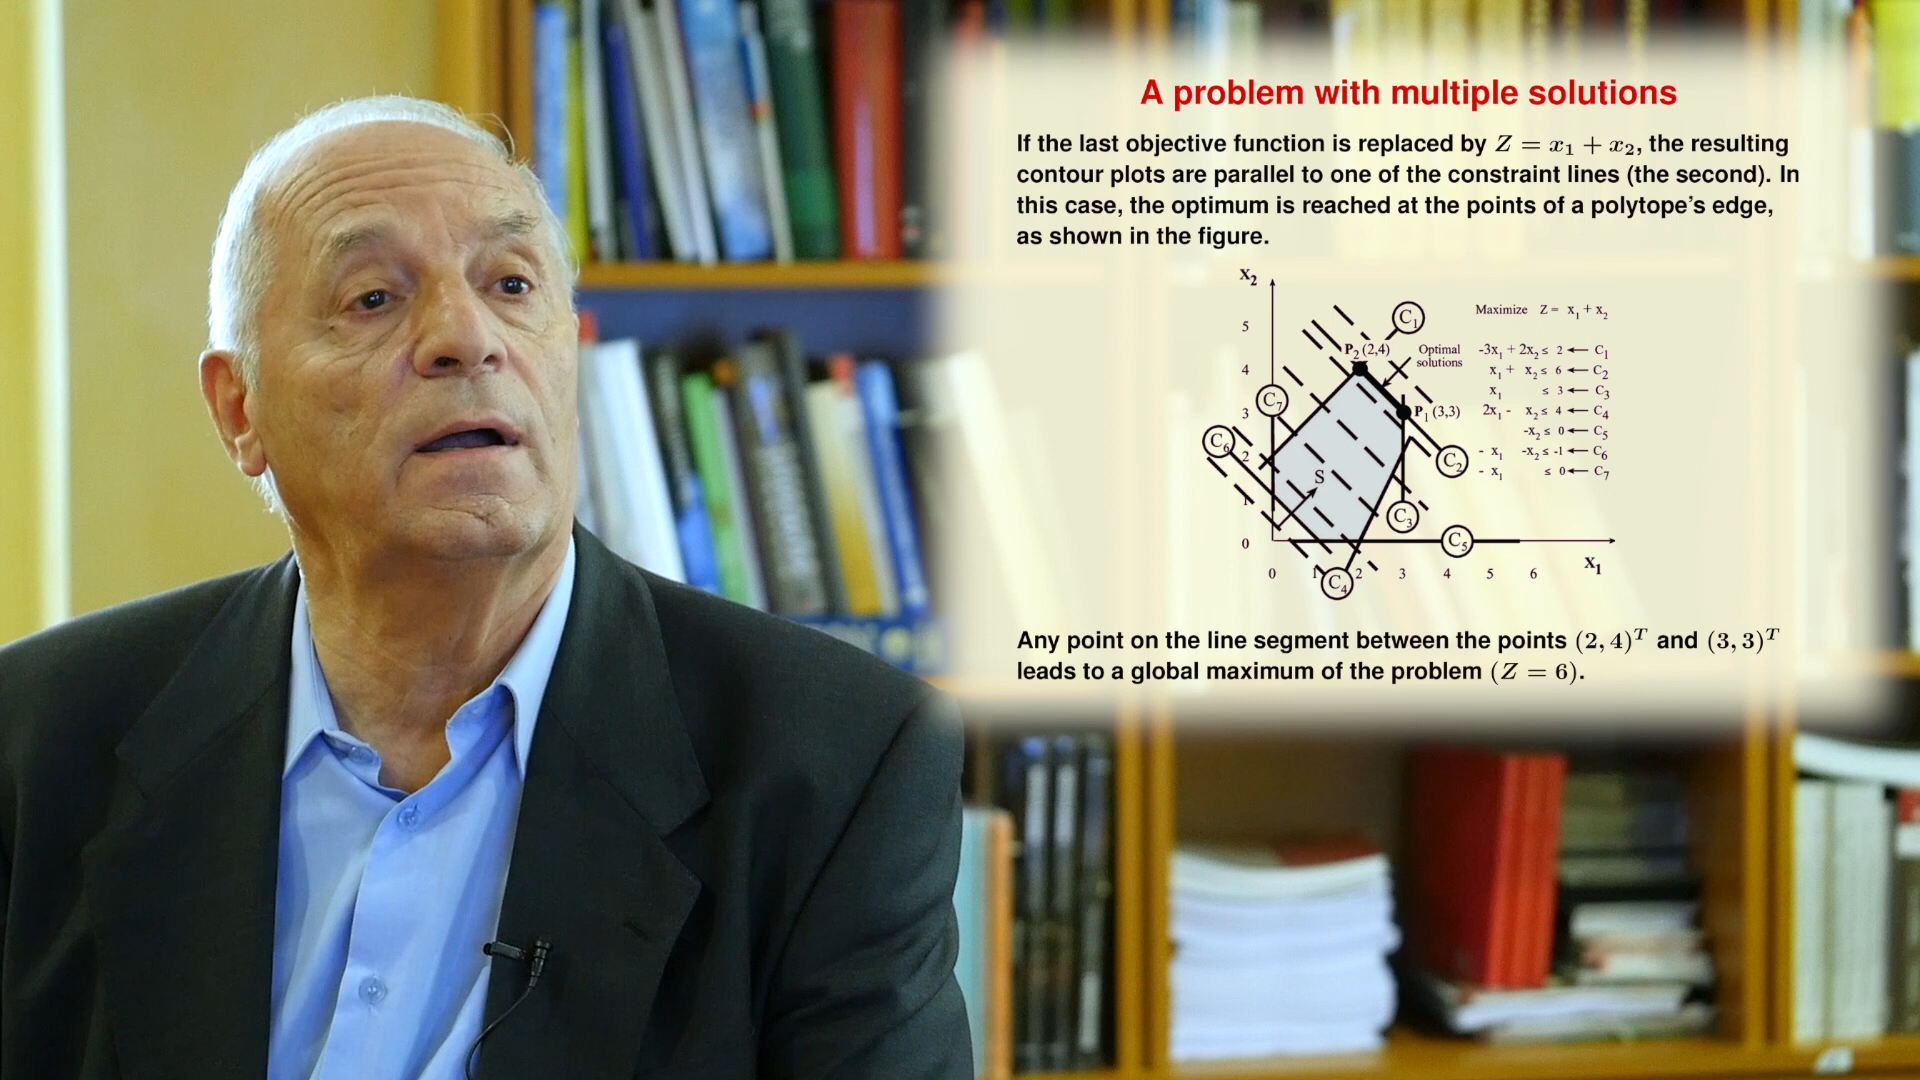 A problem with multiple solutions
If the last objective function is replaced by Z = x₁ + x₂, the resulting
contour plots are parallel to one of the constraint lines (the second). In
this case, the optimum is reached at the points of a polytope's edge,
as shown in the figure.
X₂
5
4
3
2
1
0
0 1 2 3 4 5 6
X₁
C₁
C₂
C₃
C₄
C₅
C₆
C₇
S
P₂ (2,4)
P₁ (3,3)
Optimal
solutions
Maximize Z = x₁ + x₂
-3x₁ + 2x₂ ≤ 2 ← C₁
x₁ + x₂ ≤ 6 ← C₂
x₁ ≤ 3 ← C₃
2x₁ - x₂ ≤ 4 ← C₄
-x₂ ≤ 0 ← C₅
- x₁ -x₂ ≤ -1 ← C₆
- x₁ ≤ 0 ← C₇
Any point on the line segment between the points (2, 4)ᵀ and (3, 3)ᵀ
leads to a global maximum of the problem (Z = 6).